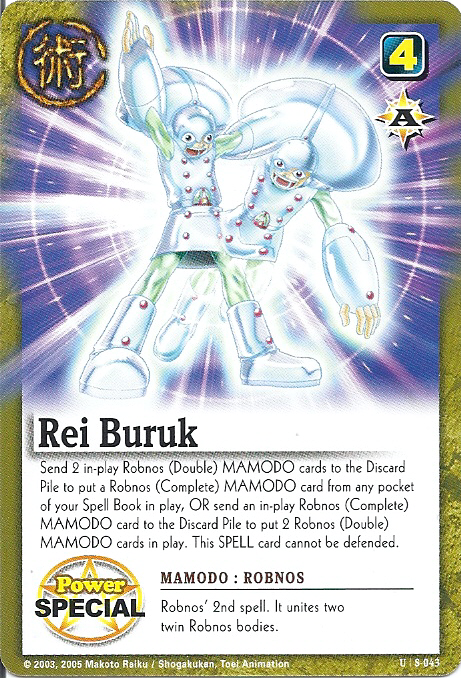 術
4
A
Rei Buruk
Send 2 in-play Robnos (Double) MAMODO cards to the Discard
Pile to put a Robnos (Complete) MAMODO card from any pocket
of your Spell Book in play, OR send an in-play Robnos (Complete)
MAMODO card to the Discard Pile to put 2 Robnos (Double)
MAMODO cards in play. This SPELL card cannot be defended.
Power
SPECIAL
MAMODO : ROBNOS
Robnos' 2nd spell. It unites two
twin Robnos bodies.
© 2003, 2005 Makoto Raiku / Shogakukan, Toei Animation
U | S-043